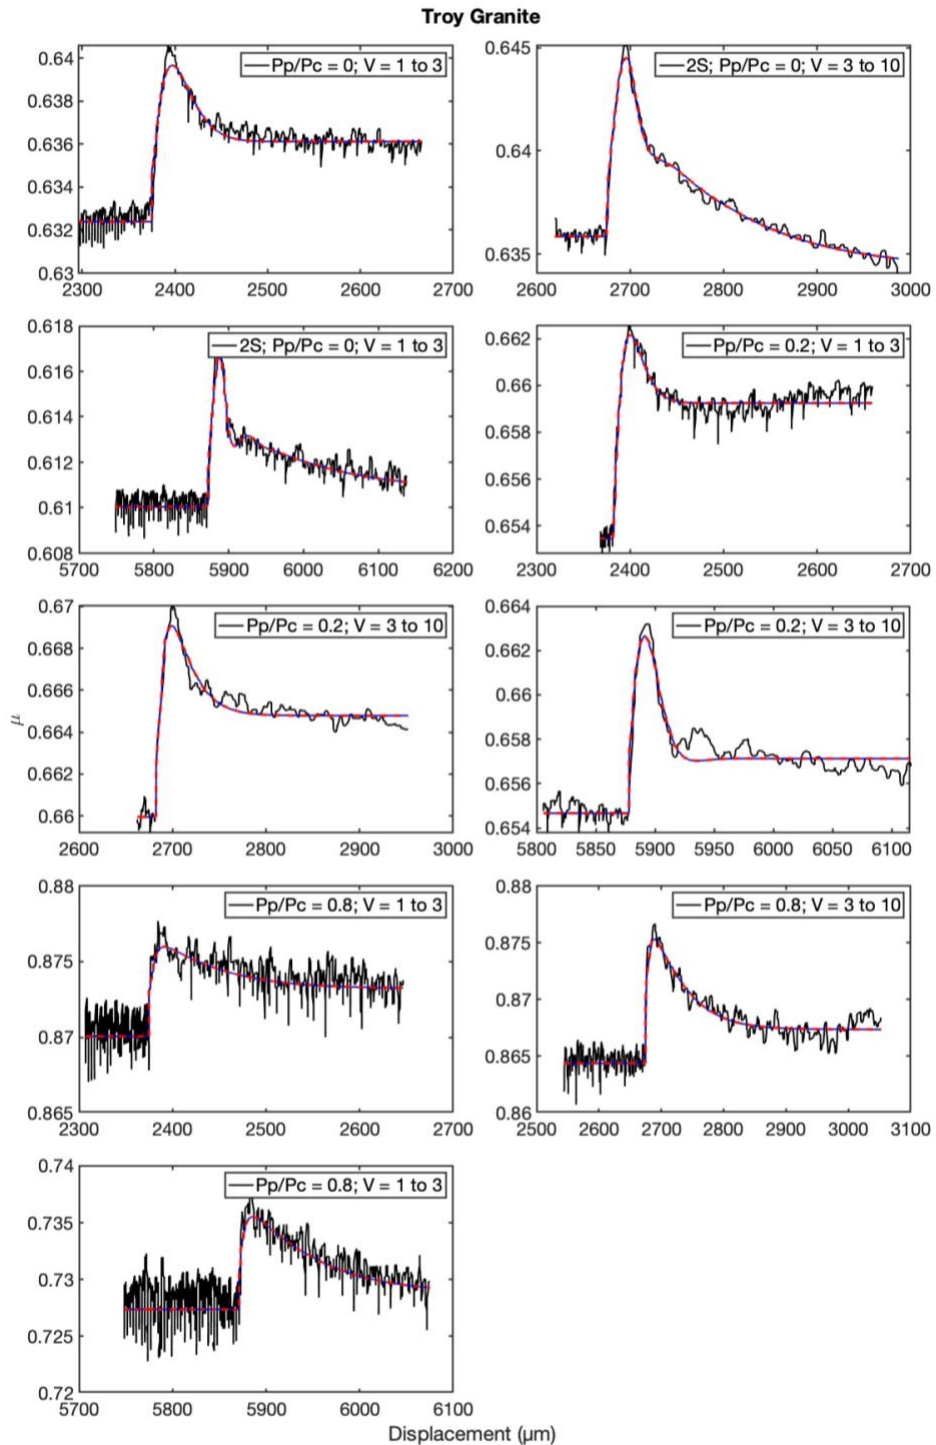 Troy Granite
0.64
0.638
0.636
0.634
0.632
0.63
2300 2400 2500 2600 2700
Pp/Pc = 0; V = 1 to 3
0.645
0.64
0.635
2600 2700 2800 2900 3000
2S; Pp/Pc = 0; V = 3 to 10
0.618
0.616
0.614
0.612
0.61
0.608
5700 5800 5900 6000 6100 6200
2S; Pp/Pc = 0; V = 1 to 3
0.662
0.66
0.658
0.656
0.654
2300 2400 2500 2600 2700
Pp/Pc = 0.2; V = 1 to 3
0.67
0.668
0.666
0.664
0.662
0.66
2600 2700 2800 2900 3000
Pp/Pc = 0.2; V = 3 to 10
μ
0.664
0.662
0.66
0.658
0.656
0.654
5800 5850 5900 5950 6000 6050 6100
Pp/Pc = 0.2; V = 3 to 10
0.88
0.875
0.87
0.865
2300 2400 2500 2600 2700
Pp/Pc = 0.8; V = 1 to 3
0.88
0.875
0.87
0.865
0.86
2500 2600 2700 2800 2900 3000 3100
Pp/Pc = 0.8; V = 3 to 10
0.74
0.735
0.73
0.725
0.72
5700 5800 5900 6000 6100
Pp/Pc = 0.8; V = 1 to 3
Displacement (μm)